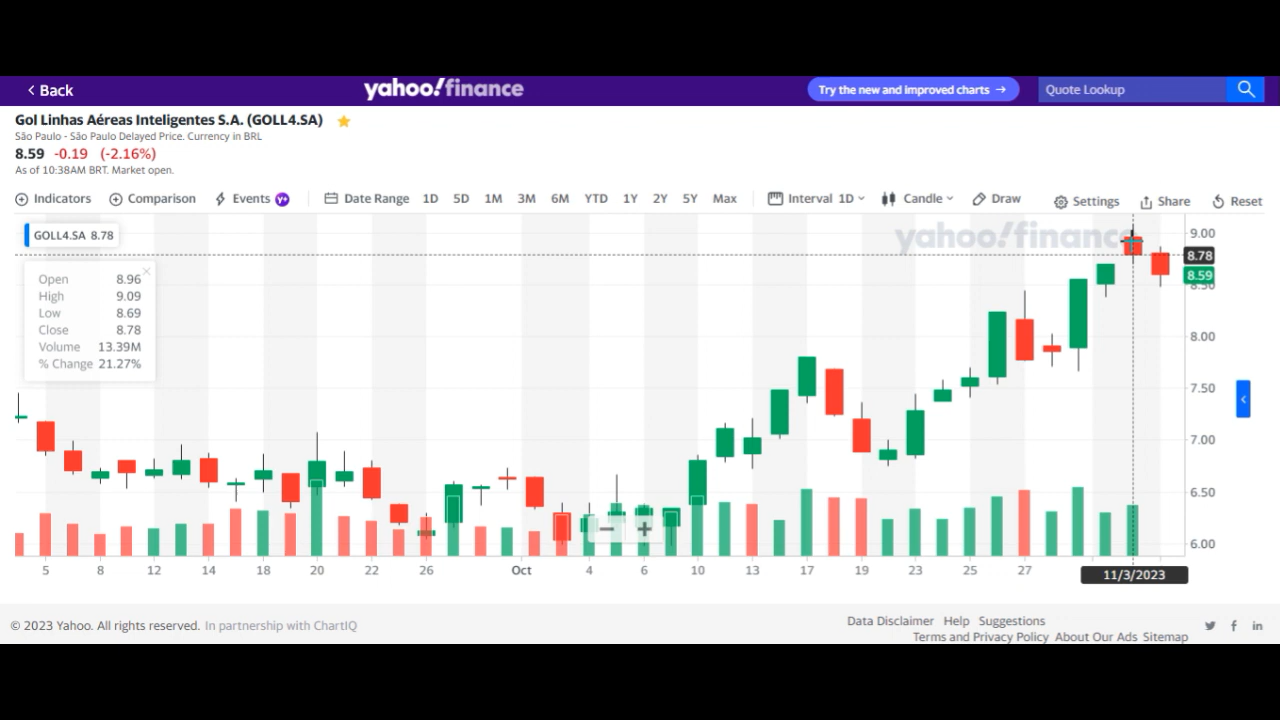 Back
yahoo!finance
Try the new and improved charts →
Quote Lookup
Gol Linhas Aéreas Inteligentes S.A. (GOLL4.SA)
São Paulo - São Paulo Delayed Price. Currency in BRL
8.59 -0.19 (-2.16%)
As of 10:38AM BRT. Market open.
Indicators Comparison Events Y+ Date Range 1D 5D 1M 3M 6M YTD 1Y 2Y 5Y Max Interval 1D Candle Draw Settings Share Reset
GOLL4.SA 8.78
yahoo!finance
Open 8.96
High 9.09
Low 8.69
Close 8.78
Volume 13.39M
% Change 21.27%
9.00
8.78
8.59
8.50
8.00
7.50
7.00
6.50
6.00
5 8 12 14 18 20 22 26 Oct 4 6 10 13 17 19 23 25 27 11/3/2023
© 2023 Yahoo. All rights reserved. In partnership with ChartIQ
Data Disclaimer Help Suggestions
Terms and Privacy Policy About Our Ads Sitemap